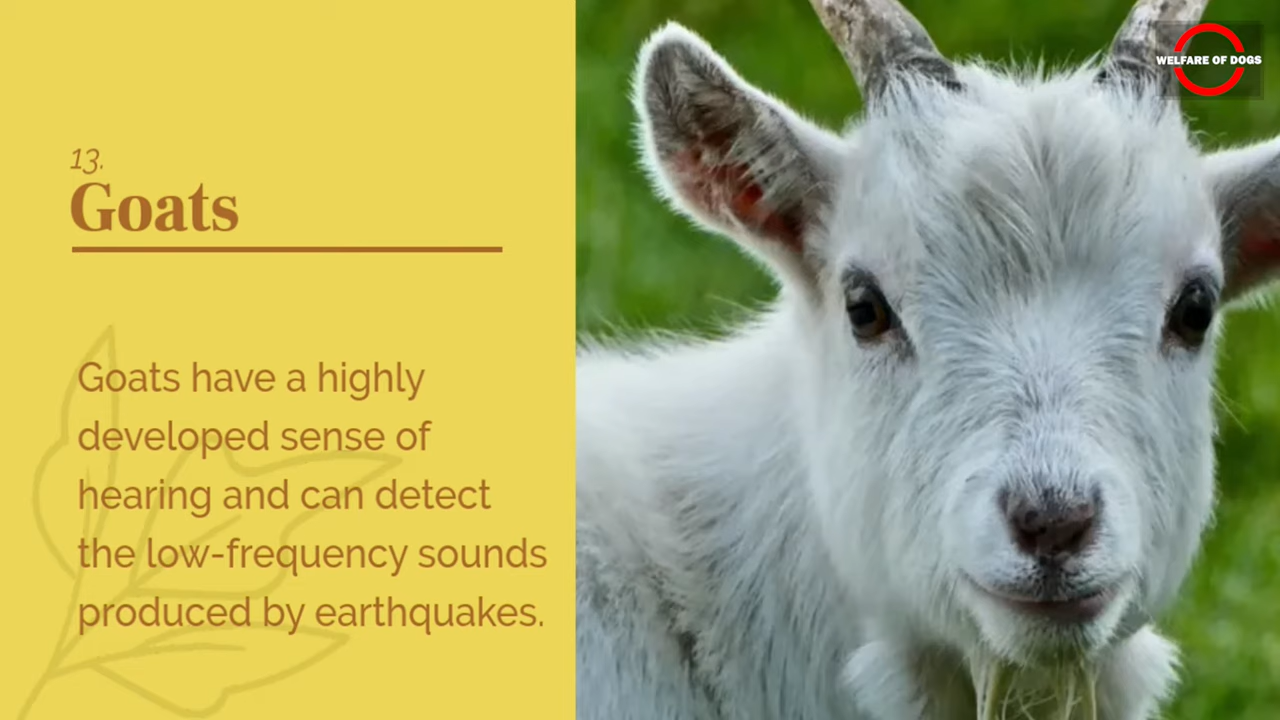 WELFARE OF DOGS
13.
Goats
Goats have a highly
developed sense of
hearing and can detect
the low-frequency sounds
produced by earthquakes.